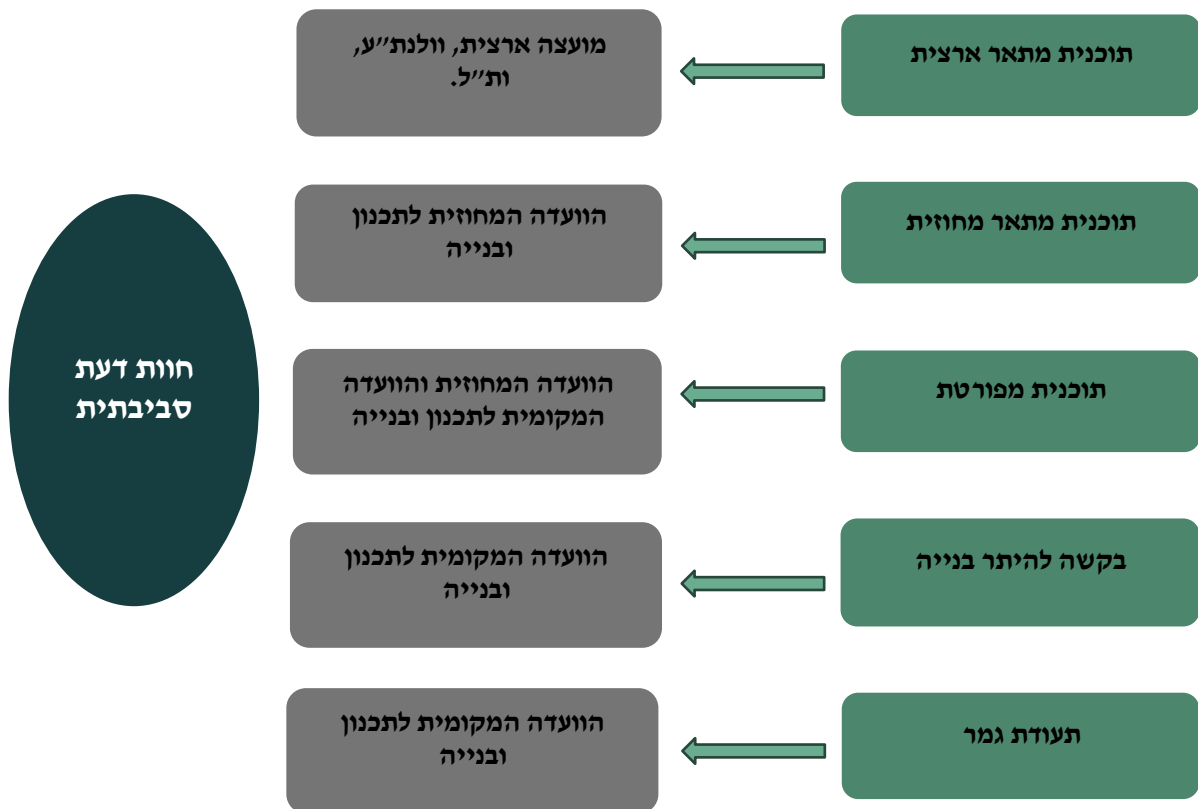 תוכנית מתאר ארצית
מועצה ארצית, וולנת"ע,
ות"ל.
תוכנית מתאר מחוזית
הוועדה המחוזית לתכנון
ובנייה
תוכנית מפורטת
הוועדה המחוזית והוועדה
המקומית לתכנון ובנייה
בקשה להיתר בנייה
הוועדה המקומית לתכנון
ובנייה
תעודת גמר
הוועדה המקומית לתכנון
ובנייה
חוות דעת
סביבתית